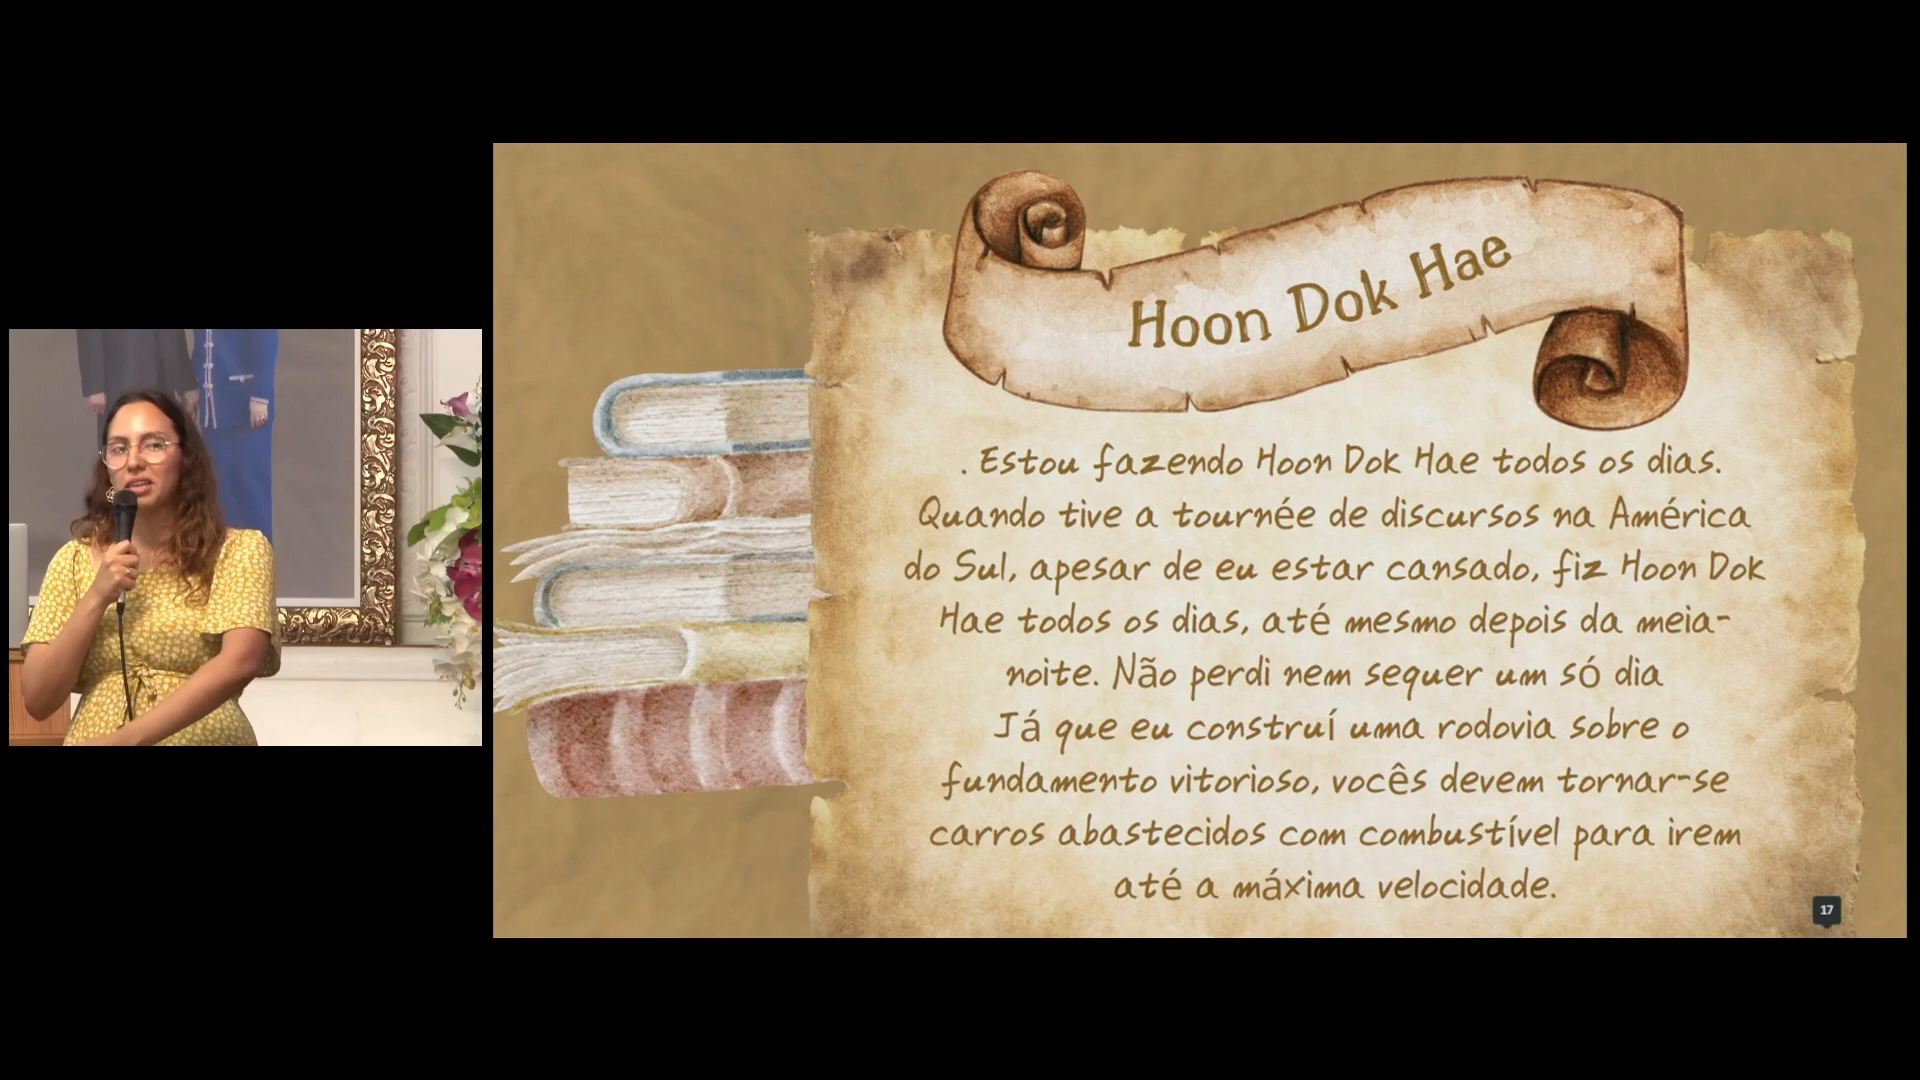 Hoon Dok Hae
. Estou fazendo Hoon Dok Hae todos os dias.
Quando tive a tournée de discursos na América
do Sul, apesar de eu estar cansado, fiz Hoon Dok
Hae todos os dias, até mesmo depois da meia-
noite. Não perdi nem sequer um só dia
Já que eu construí uma rodovia sobre o
fundamento vitorioso, vocês devem tornar-se
carros abastecidos com combustível para irem
até a máxima velocidade.
17